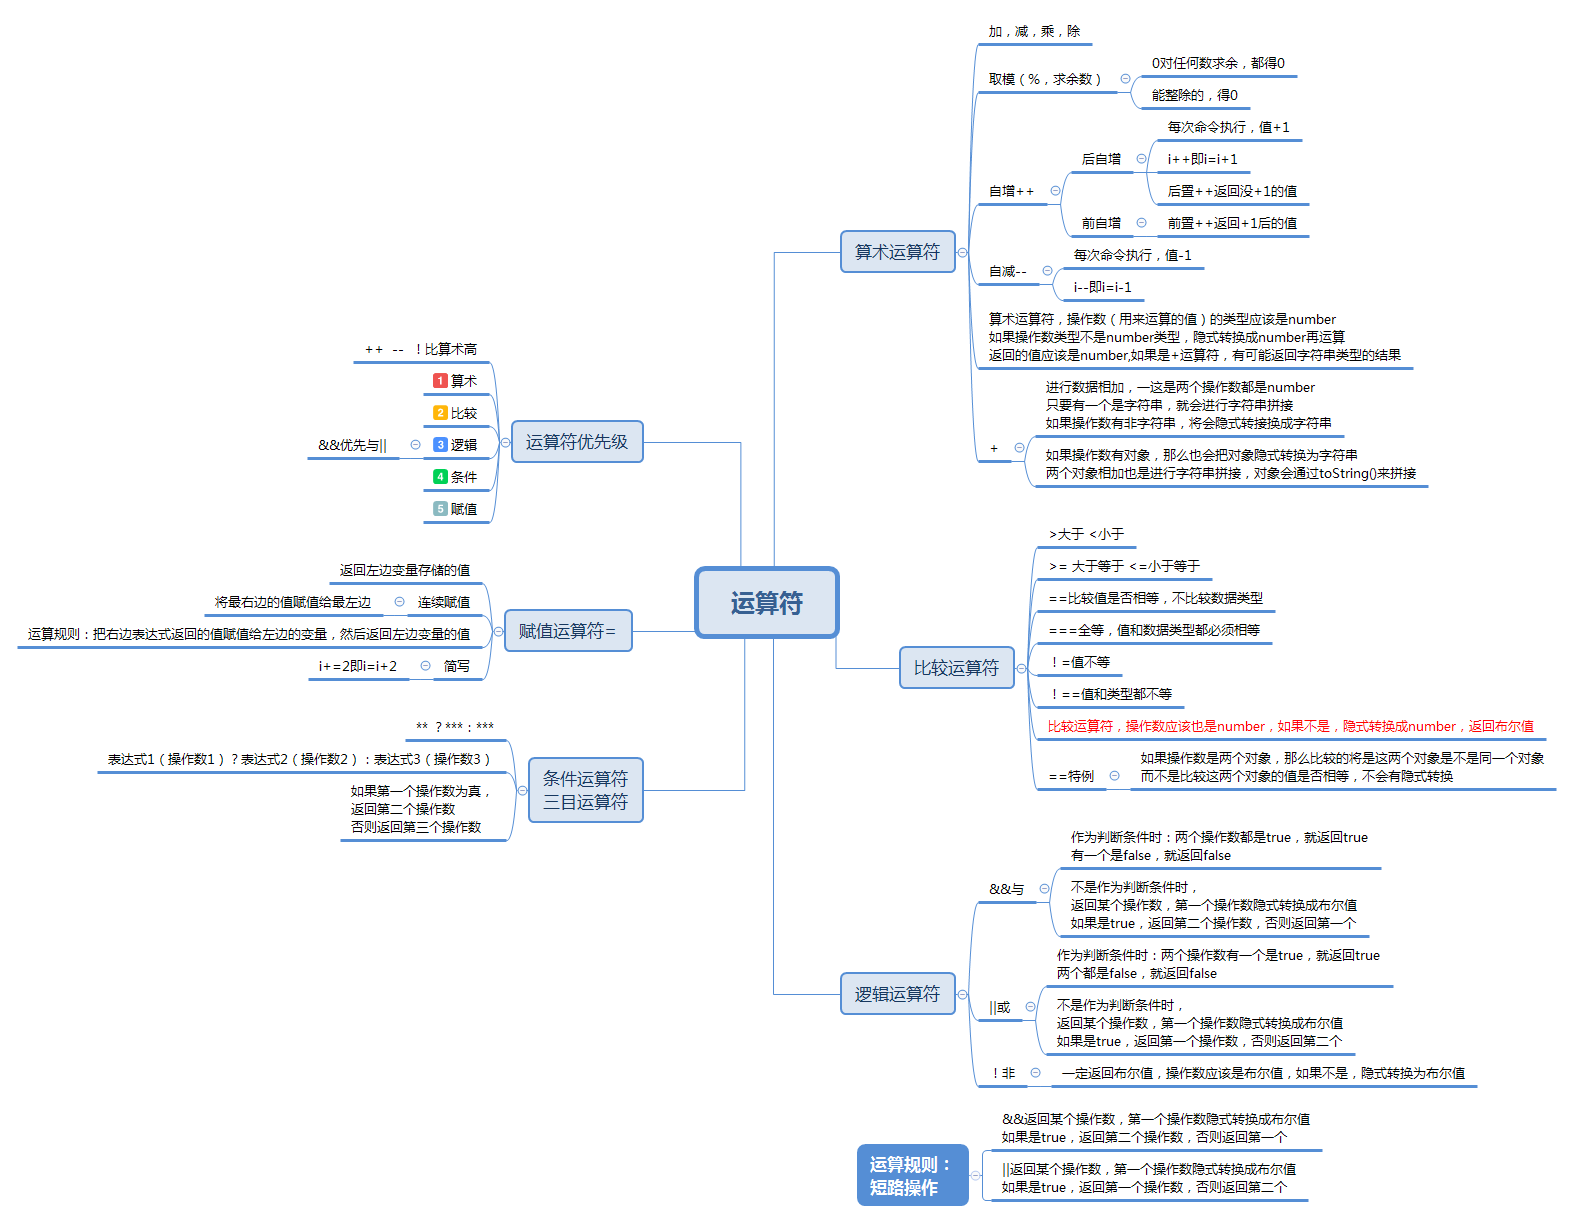 运算符
算术运算符
加，减，乘，除
取模（%，求余数）
0对任何数求余，都得0
能整除的，得0
自增++
后自增
每次命令执行，值+1
i++即i=i+1
后置++返回没+1的值
前自增
前置++返回+1后的值
自减--
每次命令执行，值-1
i--即i=i-1
算术运算符，操作数（用来运算的值）的类型应该是number
如果操作数类型不是number类型，隐式转换成number再运算
返回的值应该是number,如果是+运算符，有可能返回字符串类型的结果
+
进行数据相加，一这是两个操作数都是number
只要有一个是字符串，就会进行字符串拼接
如果操作数有非字符串，将会隐式转接换成字符串
如果操作数有对象，那么也会把对象隐式转换为字符串
两个对象相加也是进行字符串拼接，对象会通过toString()来拼接
比较运算符
>大于 <小于
>= 大于等于 <=小于等于
==比较值是否相等，不比较数据类型
===全等，值和数据类型都必须相等
！=值不等
！==值和类型都不等
比较运算符，操作数应该也是number，如果不是，隐式转换成number，返回布尔值
==特例
如果操作数是两个对象，那么比较的将是这两个对象是不是同一个对象
而不是比较这两个对象的值是否相等，不会有隐式转换
逻辑运算符
&&与
作为判断条件时：两个操作数都是true，就返回true
有一个是false，就返回false
不是作为判断条件时，
返回某个操作数，第一个操作数隐式转换成布尔值
如果是true，返回第二个操作数，否则返回第一个
||或
作为判断条件时：两个操作数有一个是true，就返回true
两个都是false，就返回false
不是作为判断条件时，
返回某个操作数，第一个操作数隐式转换成布尔值
如果是true，返回第一个操作数，否则返回第二个
！非
一定返回布尔值，操作数应该是布尔值，如果不是，隐式转换为布尔值
运算规则：
短路操作
&&返回某个操作数，第一个操作数隐式转换成布尔值
如果是true，返回第二个操作数，否则返回第一个
||返回某个操作数，第一个操作数隐式转换成布尔值
如果是true，返回第一个操作数，否则返回第二个
运算符优先级
++ -- ！比算术高
1 算术
2 比较
3 逻辑
&&优先与||
4 条件
5 赋值
赋值运算符=
返回左边变量存储的值
连续赋值
将最右边的值赋值给最左边
运算规则：把右边表达式返回的值赋值给左边的变量，然后返回左边变量的值
简写
i+=2即i=i+2
条件运算符
三目运算符
** ？***：***
表达式1（操作数1）？表达式2（操作数2）：表达式3（操作数3）
如果第一个操作数为真，
返回第二个操作数
否则返回第三个操作数